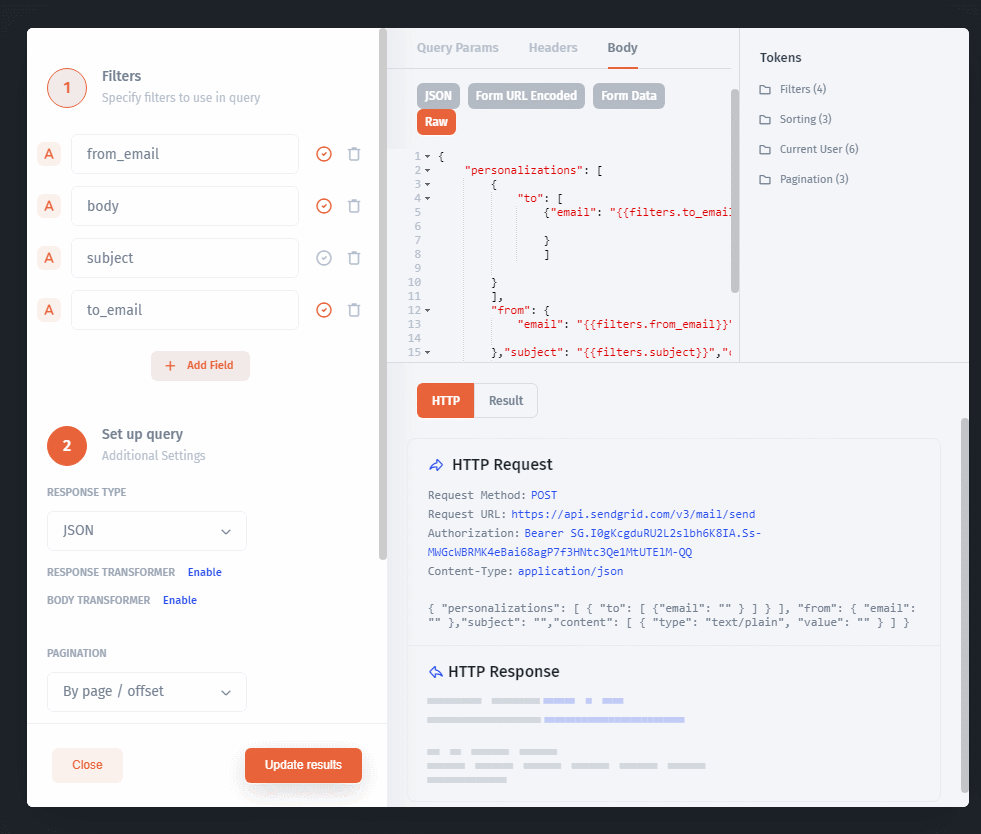 1
Filters
Specify filters to use in query
A from_email
A body
A subject
A to_email
+ Add Field
2
Set up query
Additional Settings
RESPONSE TYPE
JSON
RESPONSE TRANSFORMER Enable
BODY TRANSFORMER Enable
PAGINATION
By page / offset
Close
Update results
Query Params Headers Body
JSON Form URL Encoded Form Data
Raw
1 {
2 "personalizations": [
3 {
4 "to": [
5 {"email": "{{filters.to_email
6
7 }
8 ]
9
10 }
11 ],
12 "from": {
13 "email": "{{filters.from_email}}"
14
15 },"subject": "{{filters.subject}}","c
Tokens
Filters (4)
Sorting (3)
Current User (6)
Pagination (3)
HTTP Result
HTTP Request
Request Method: POST
Request URL: https://api.sendgrid.com/v3/mail/send
Authorization: Bearer SG.I0gKcgduRU2L2slbh6K8IA.Ss-
MWGcWBRMK4eBai68agP7f3HNtc3Qe1MtUTElM-QQ
Content-Type: application/json
{ "personalizations": [ { "to": [ {"email": "" } ] } ], "from": { "email":
"" },"subject": "","content": [ { "type": "text/plain", "value": "" } ] }
HTTP Response